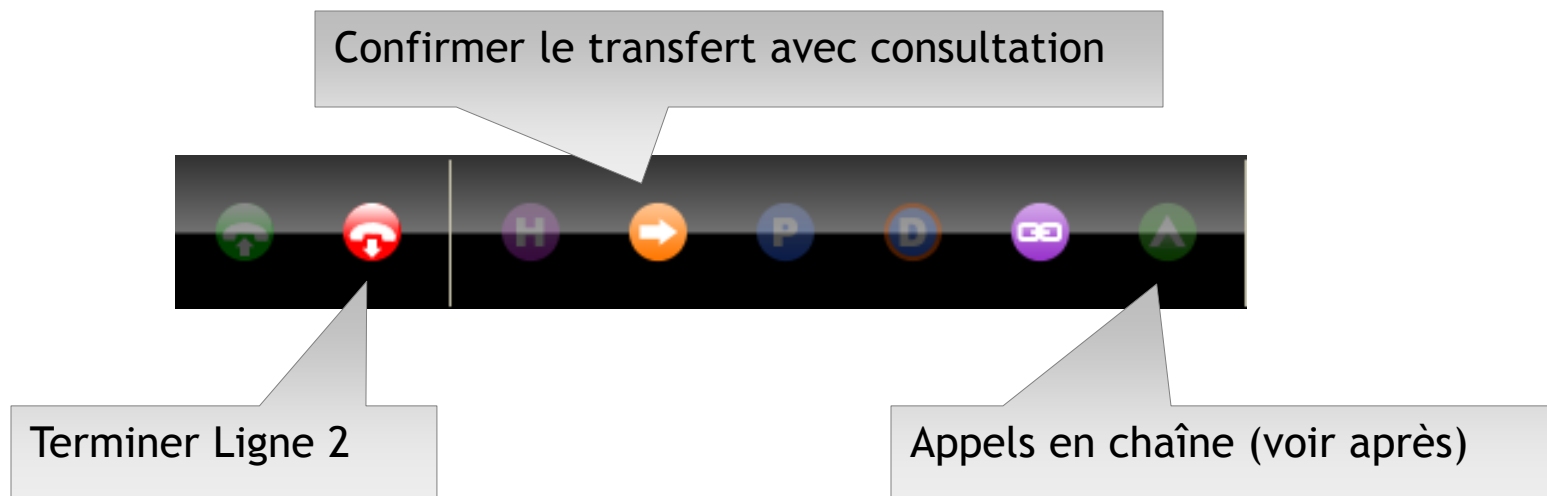 Confirmer le transfert avec consultation
H P D
Terminer Ligne 2
Appels en chaîne (voir après)